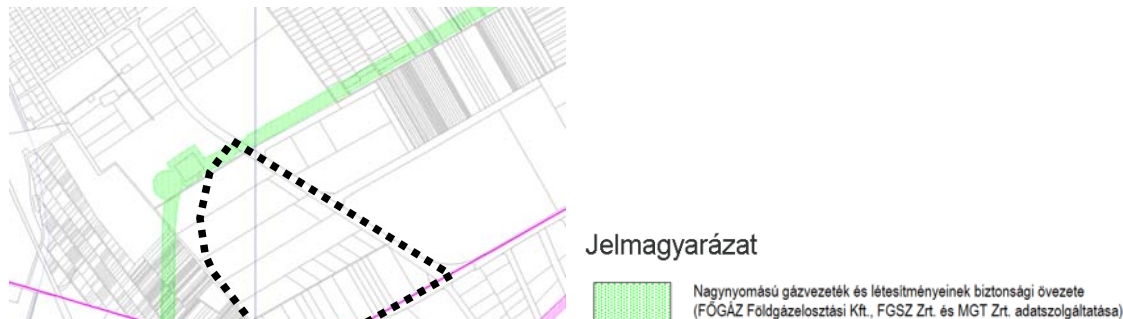 Jelmagyarázat
Nagynyomású gázvezeték és létesítményeinek biztonsági övezete
(FŐGÁZ Földgázelosztási Kft., FGSZ Zrt. és MGT Zrt. adatszolgáltatása)